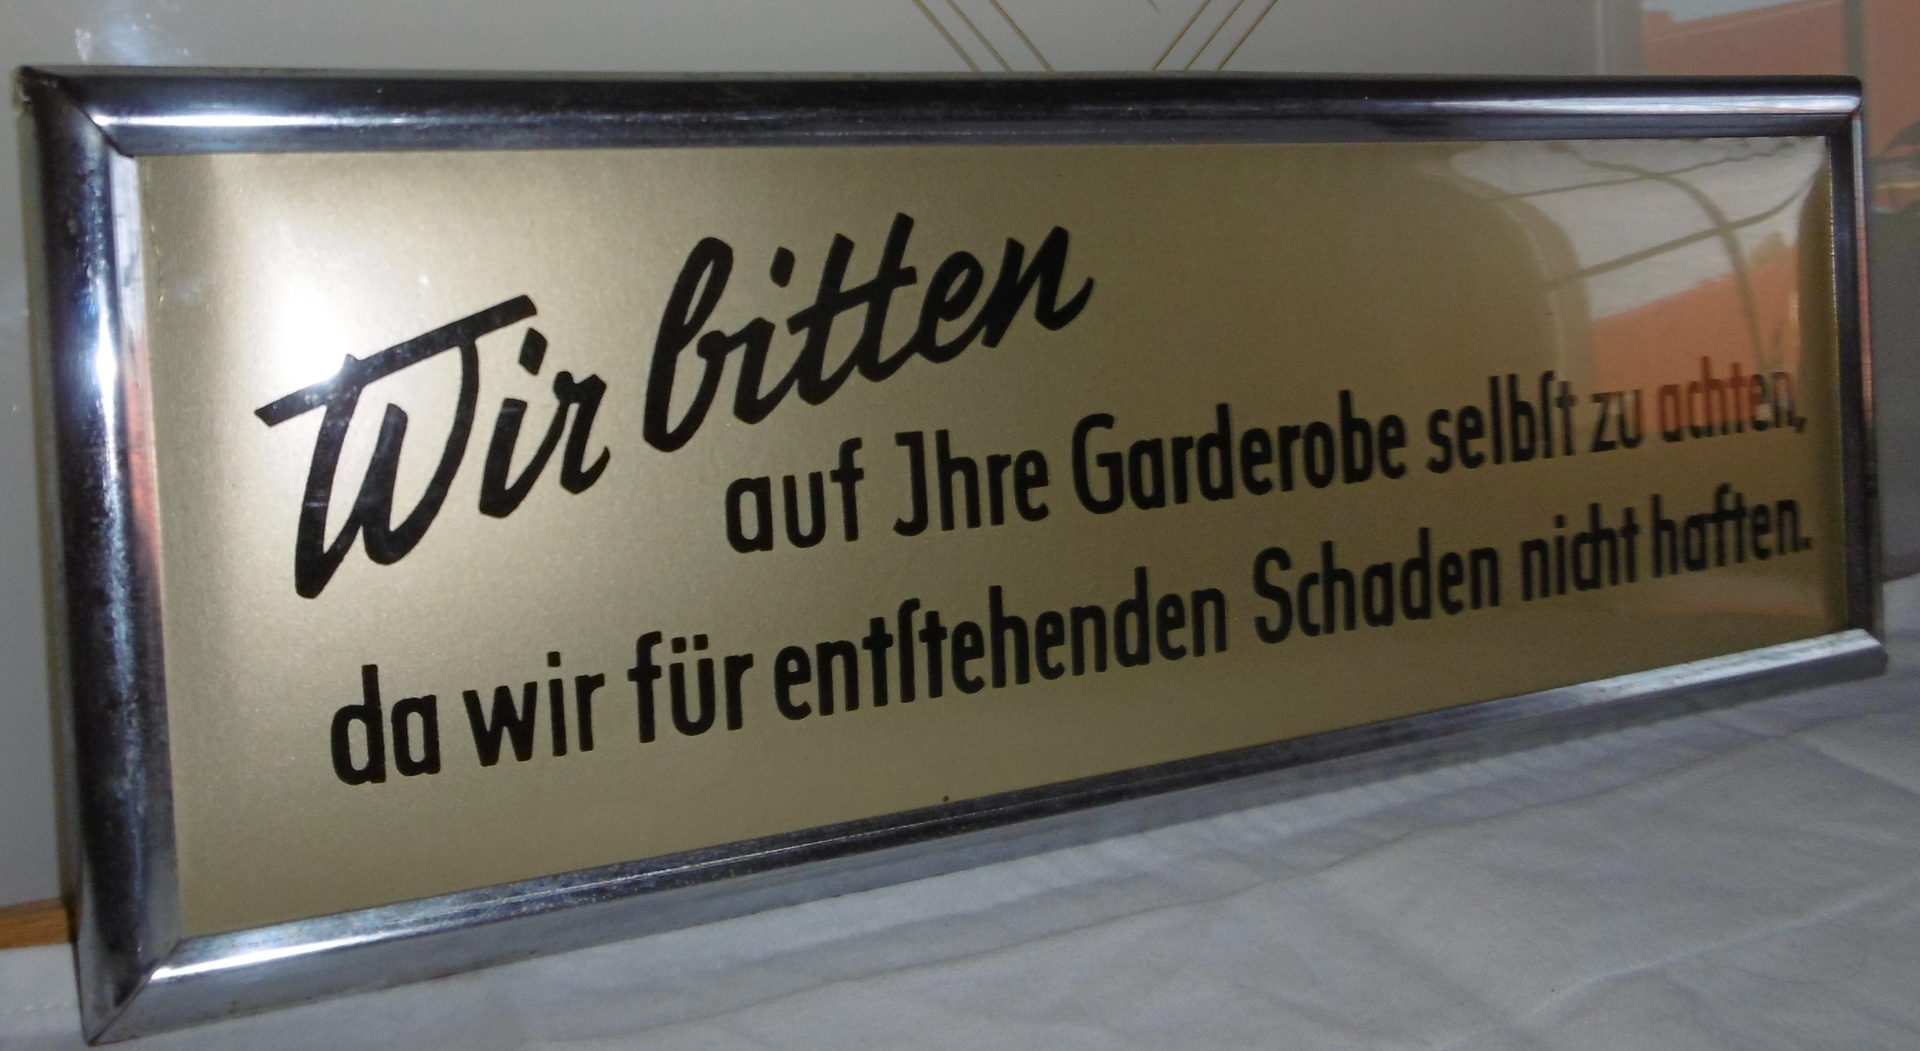 Wir bitten
auf Jhre Garderobe selbſt zu achten,
da wir für entſtehenden Schaden nicht haften.